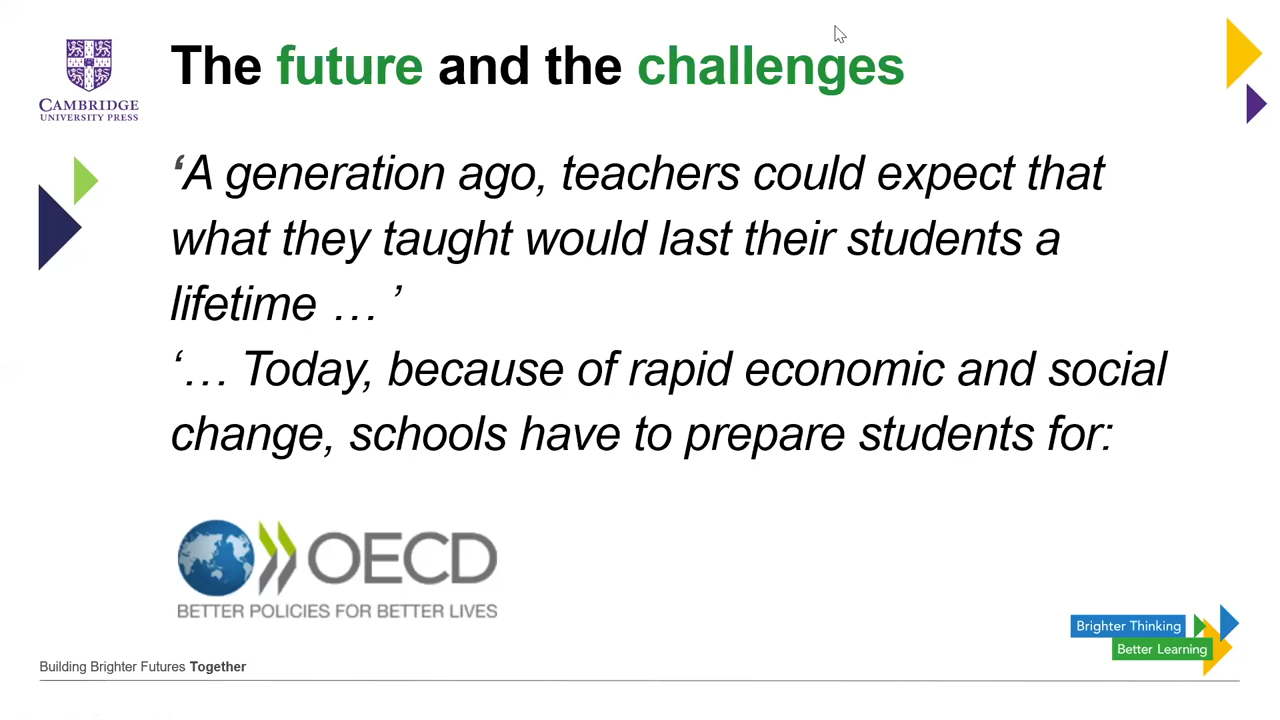 CAMBRIDGE
UNIVERSITY PRESS
The future and the challenges
‘A generation ago, teachers could expect that
what they taught would last their students a
lifetime … ’
‘… Today, because of rapid economic and social
change, schools have to prepare students for:
OECD
BETTER POLICIES FOR BETTER LIVES
Brighter Thinking
Better Learning
Building Brighter Futures Together